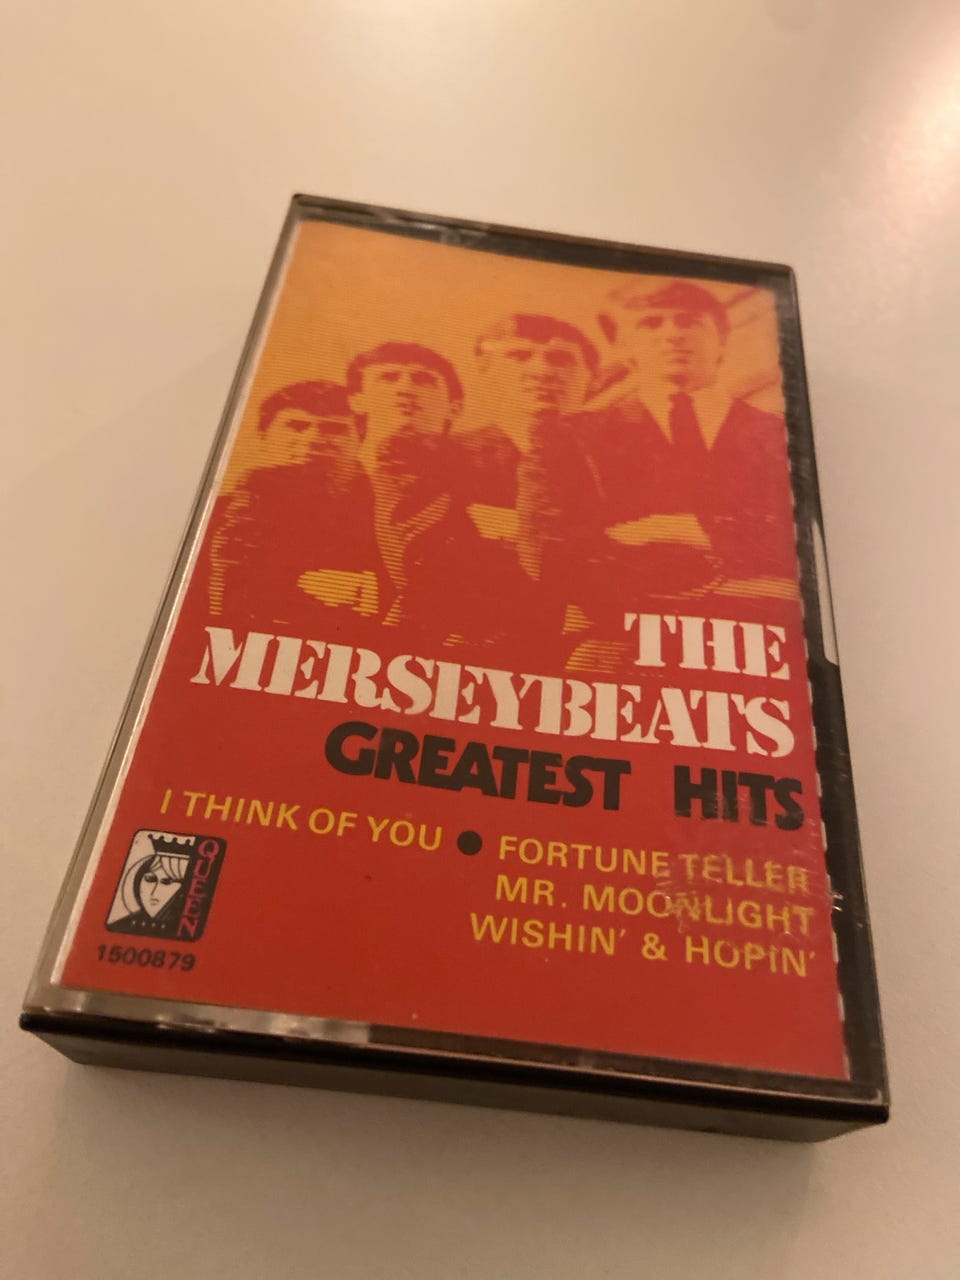 THE
MERSEYBEATS
GREATEST HITS
I THINK OF YOU ● FORTUNE TELLER
MR. MOONLIGHT
WISHIN' & HOPIN'
QUEEN
1500879